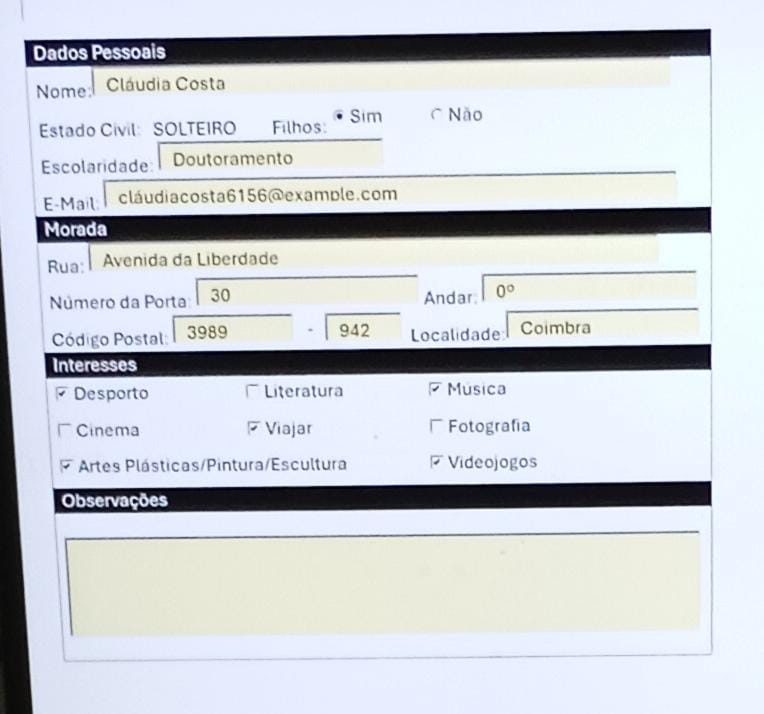 Dados Pessoais
Nome: Cláudia Costa
Estado Civil: SOLTEIRO Filhos: Sim Não
Escolaridade: Doutoramento
E-Mail: cláudiacosta6156@example.com
Morada
Rua: Avenida da Liberdade
Número da Porta: 30 Andar: 0º
Código Postal: 3989 - 942 Localidade: Coimbra
Interesses
Desporto Literatura Música
Cinema Viajar Fotografia
Artes Plásticas/Pintura/Escultura Videojogos
Observações